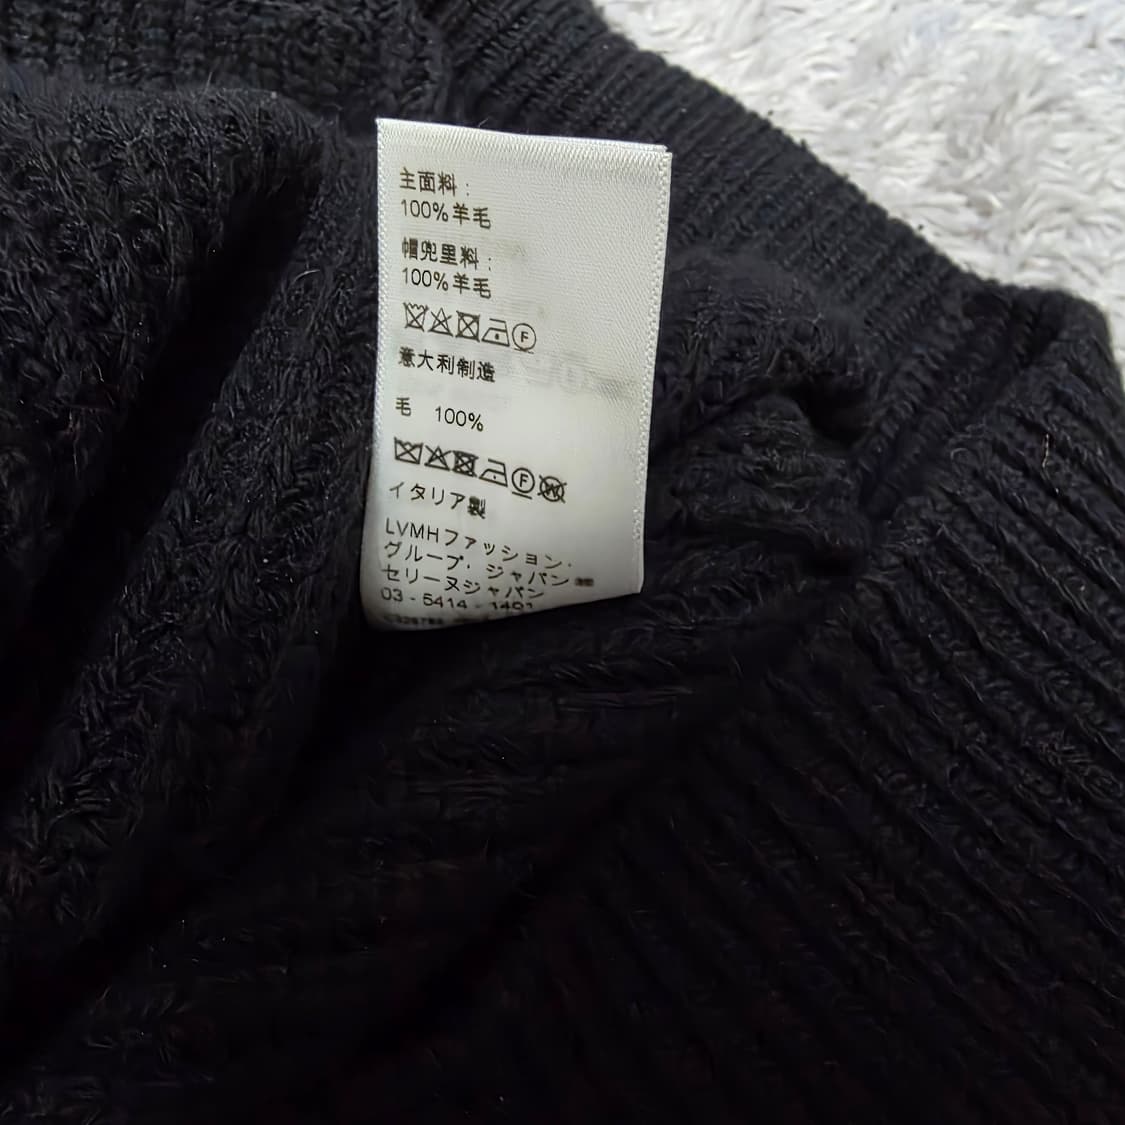 主面料:
100%羊毛
帽兜里料:
100%羊毛
F
意大利制造
毛 100%
F W
イタリア製
LVMHファッション・
グループ・ジャパン
セリーヌジャパン
03-5414-1401